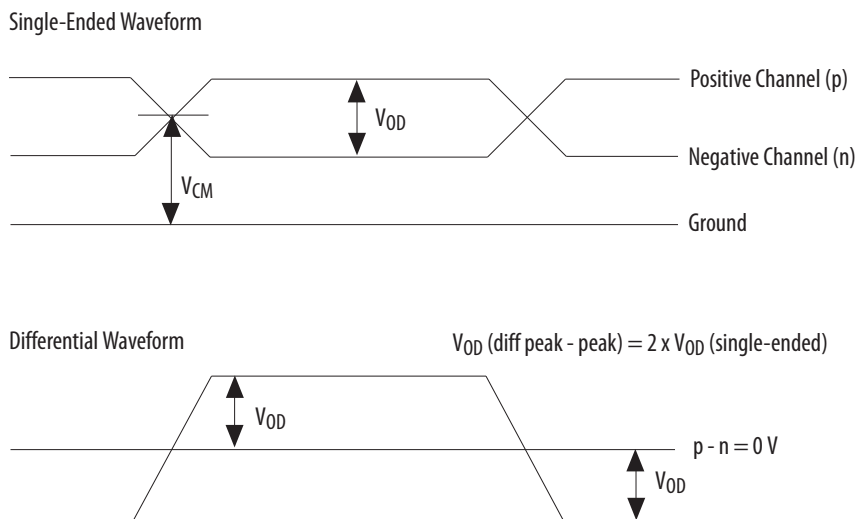 Single-Ended Waveform
Positive Channel (p)
VOD
Negative Channel (n)
VCM
Ground
Differential Waveform
VOD (diff peak - peak) = 2 x VOD (single-ended)
VOD
p - n = 0 V
VOD